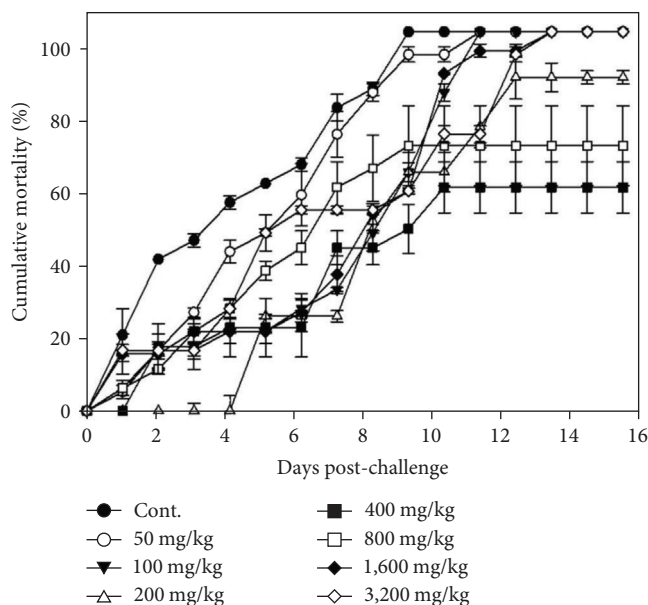 100
80
60
40
20
0
Cumulative mortality (%)
0 2 4 6 8 10 12 14 16
Days post-challenge
Cont.
50 mg/kg
100 mg/kg
200 mg/kg
400 mg/kg
800 mg/kg
1,600 mg/kg
3,200 mg/kg